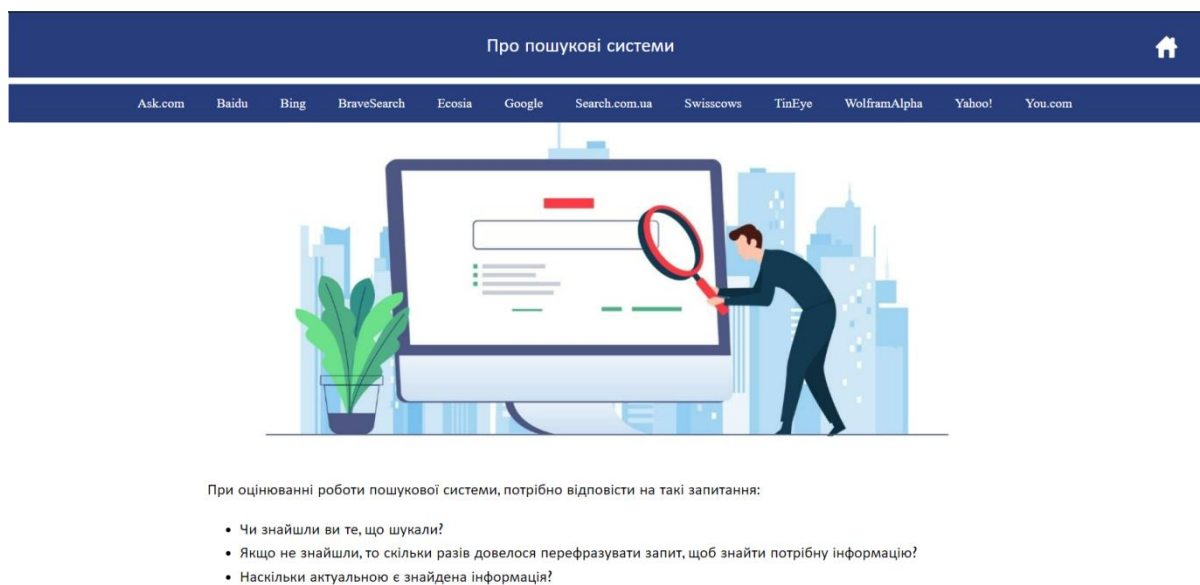 Про пошукові системи
Ask.com Baidu Bing BraveSearch Ecosia Google Search.com.ua Swisscows TinEye WolframAlpha Yahoo! You.com
При оцінюванні роботи пошукової системи, потрібно відповісти на такі запитання:
• Чи знайшли ви те, що шукали?
• Якщо не знайшли, то скільки разів довелося перефразувати запит, щоб знайти потрібну інформацію?
• Наскільки актуальною є знайдена інформація?